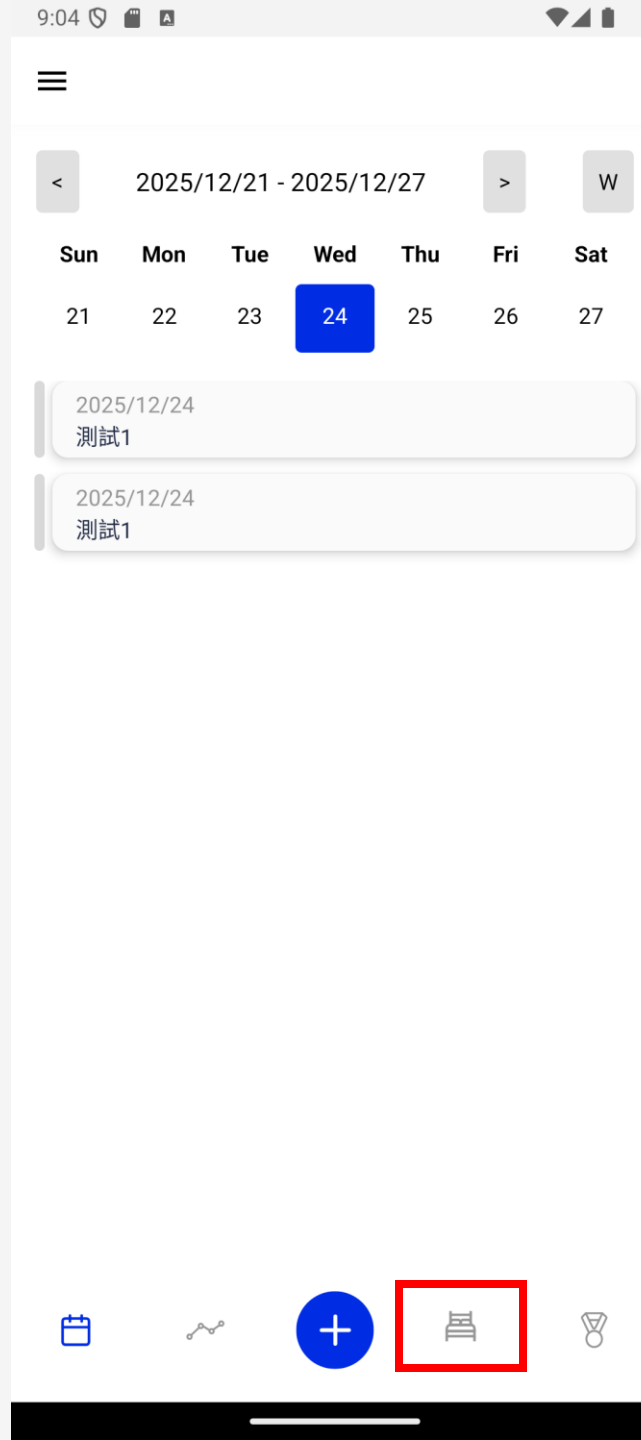 9:04
< 2025/12/21 - 2025/12/27 > W
Sun Mon Tue Wed Thu Fri Sat
21 22 23 24 25 26 27
2025/12/24
測試1
2025/12/24
測試1